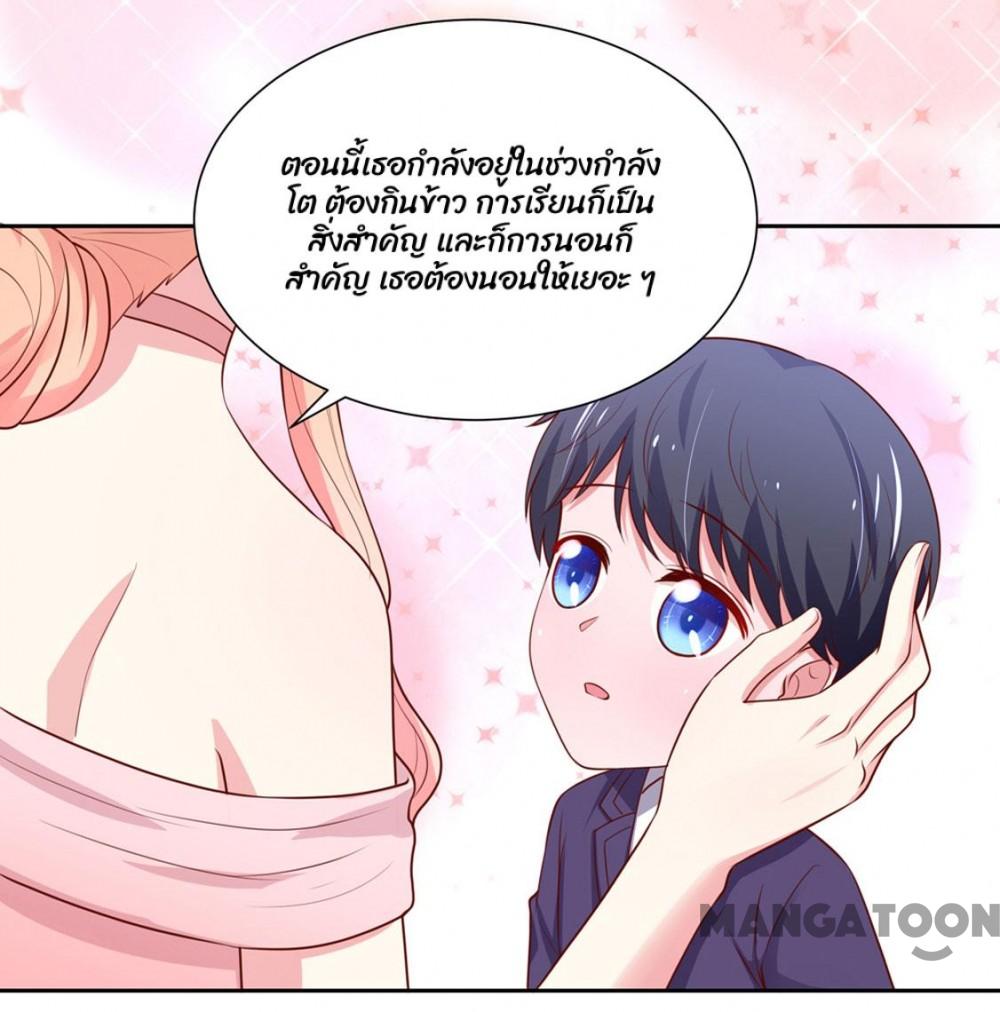 ตอนนี้เธอกำลังอยู่ในช่วงกำลัง
โต ต้องกินข้าว การเรียนก็เป็น
สิ่งสำคัญ และก็การนอนก็
สำคัญ เธอต้องนอนให้เยอะ ๆ
MANGATOON